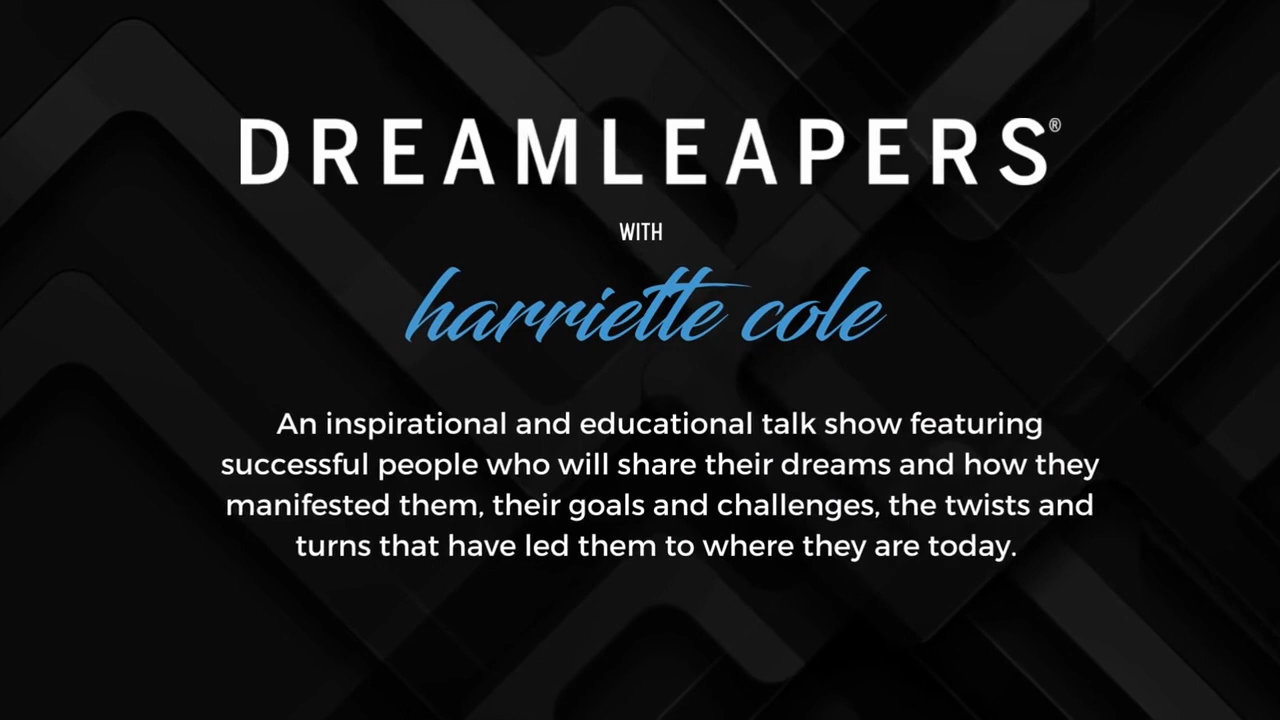 DREAMLEAPERS®
WITH
harriette cole
An inspirational and educational talk show featuring
successful people who will share their dreams and how they
manifested them, their goals and challenges, the twists and
turns that have led them to where they are today.